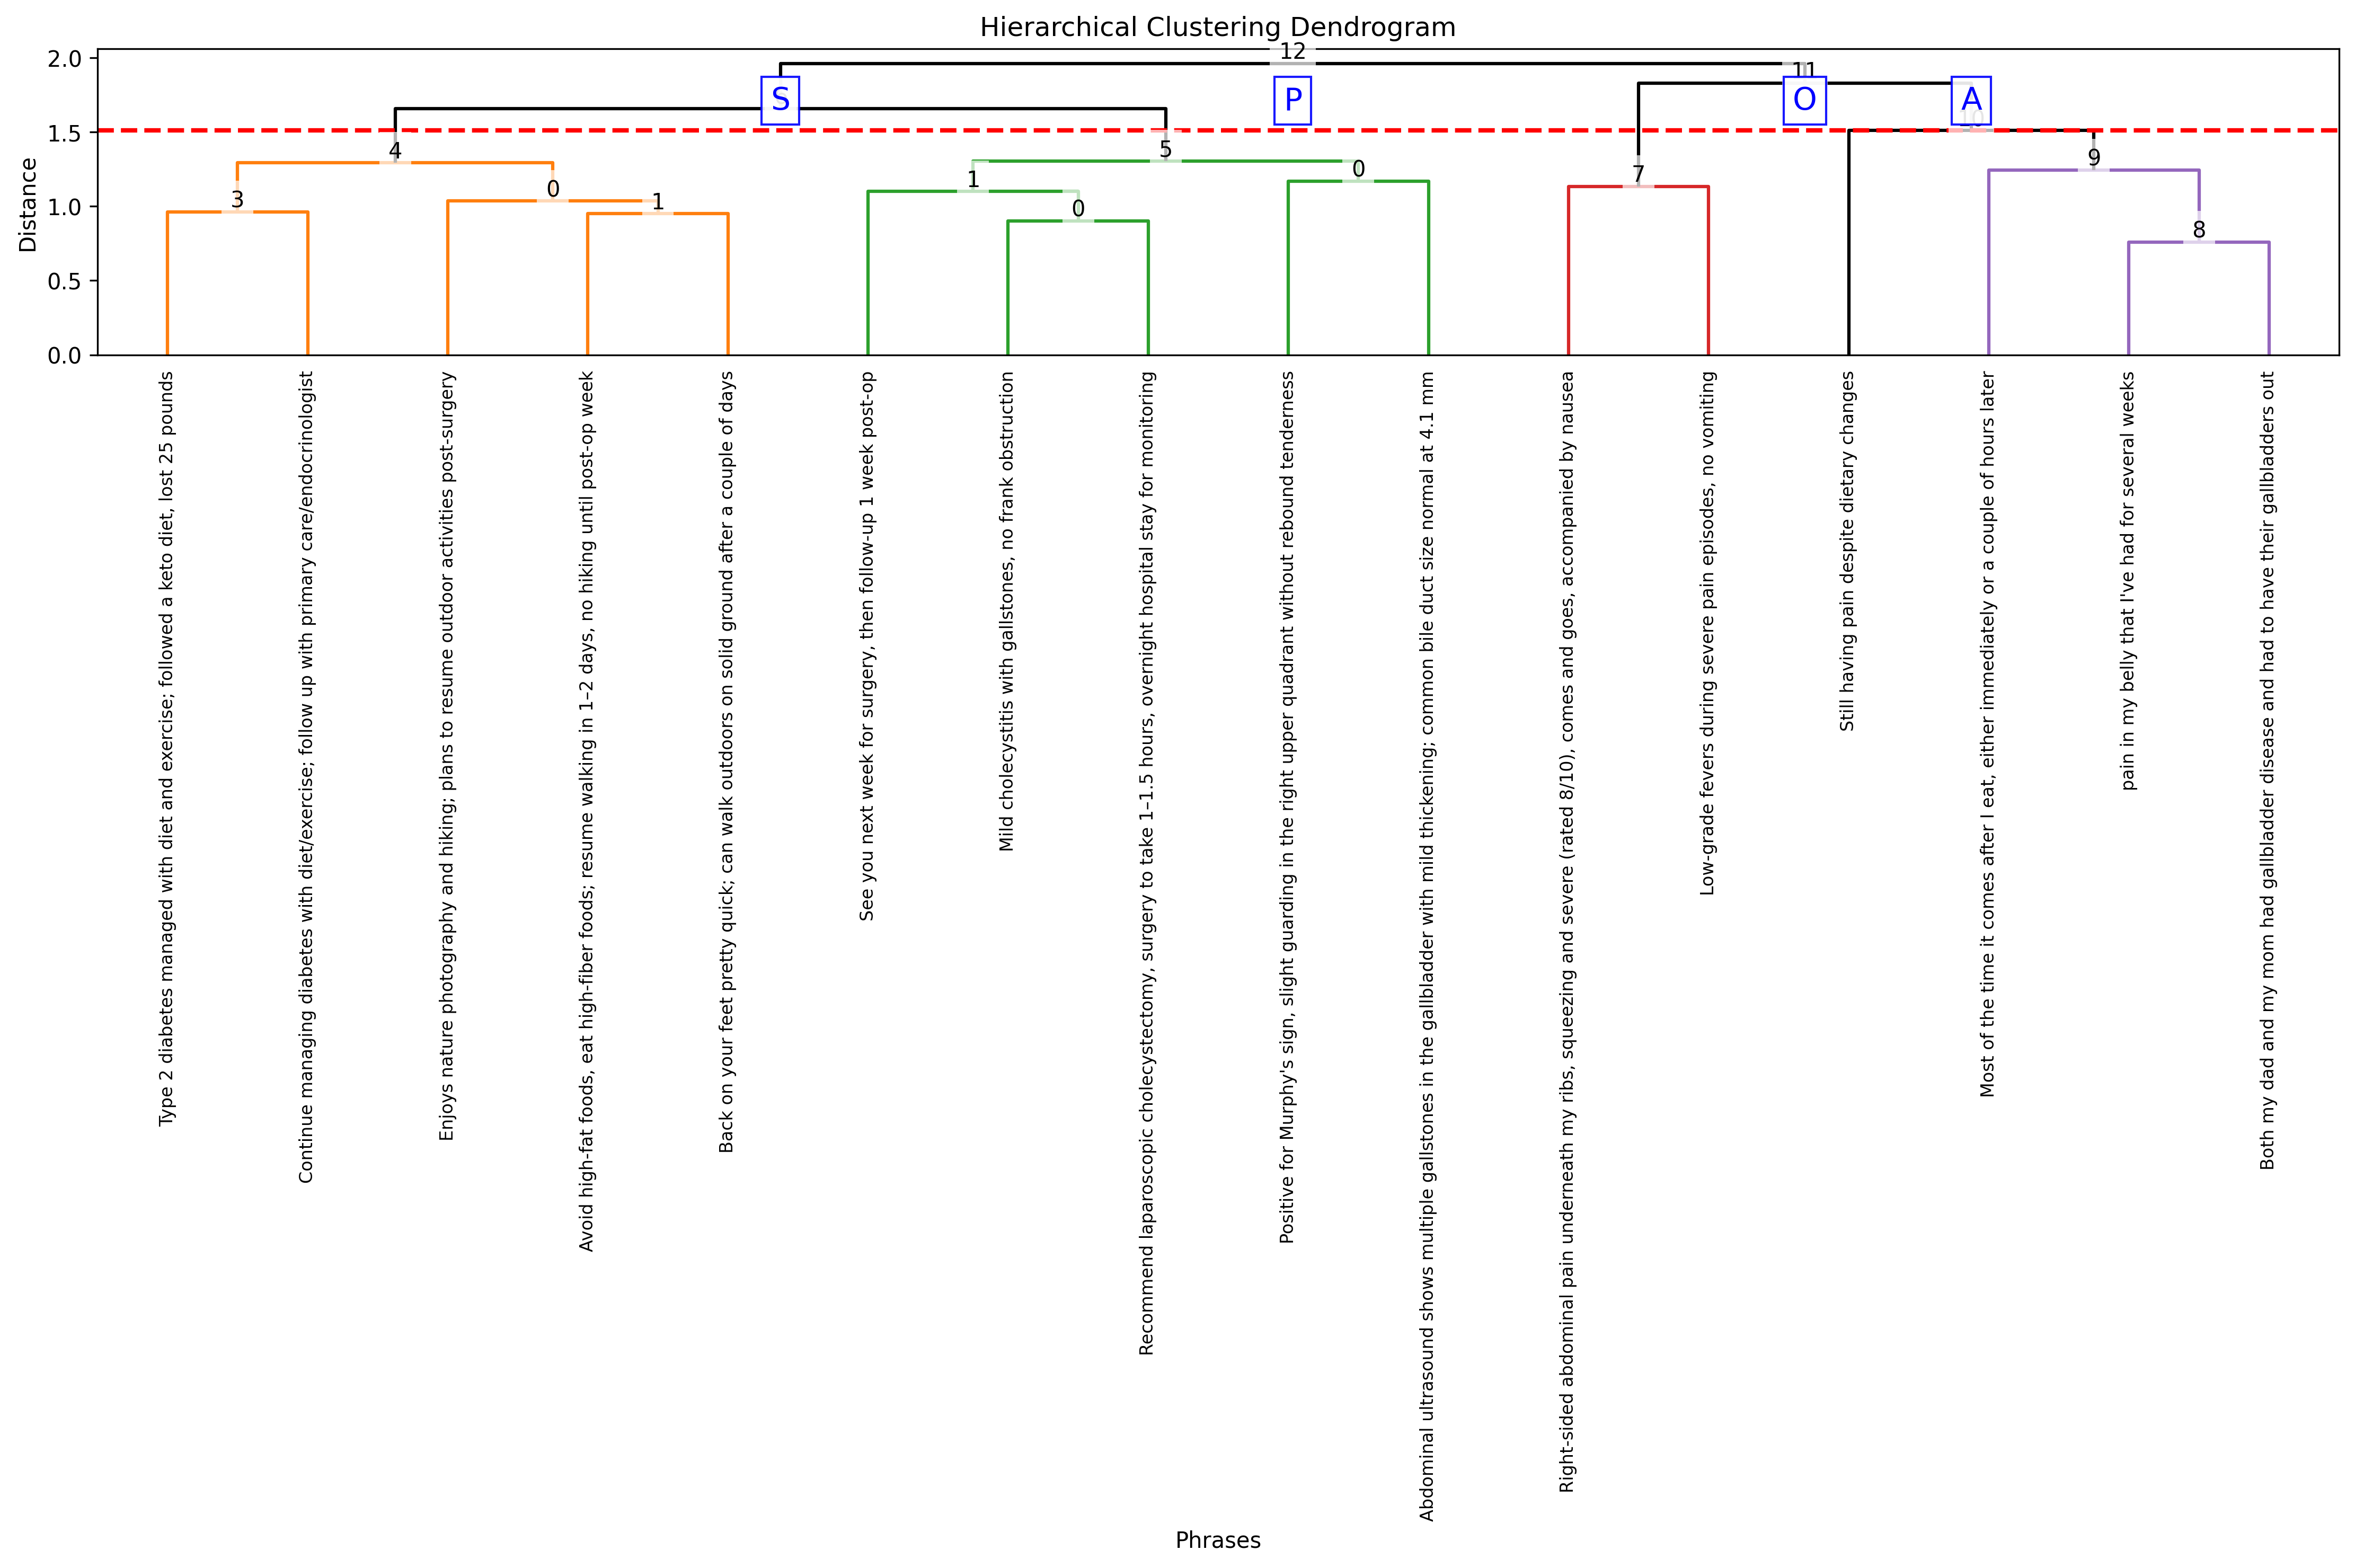 Hierarchical Clustering Dendrogram
12
11
S
P
O
A
10
4
5
9
3
0
1
1
0
0
7
8
Distance
2.0
1.5
1.0
0.5
0.0
Type 2 diabetes managed with diet and exercise; followed a keto diet, lost 25 pounds
Continue managing diabetes with diet/exercise; follow up with primary care/endocrinologist
Enjoys nature photography and hiking; plans to resume outdoor activities post-surgery
Avoid high-fat foods, eat high-fiber foods; resume walking in 1–2 days, no hiking until post-op week
Back on your feet pretty quick; can walk outdoors on solid ground after a couple of days
See you next week for surgery, then follow-up 1 week post-op
Mild cholecystitis with gallstones, no frank obstruction
Recommend laparoscopic cholecystectomy, surgery to take 1–1.5 hours, overnight hospital stay for monitoring
Positive for Murphy's sign, slight guarding in the right upper quadrant without rebound tenderness
Abdominal ultrasound shows multiple gallstones in the gallbladder with mild thickening; common bile duct size normal at 4.1 mm
Right-sided abdominal pain underneath my ribs, squeezing and severe (rated 8/10), comes and goes, accompanied by nausea
Low-grade fevers during severe pain episodes, no vomiting
Still having pain despite dietary changes
Most of the time it comes after I eat, either immediately or a couple of hours later
pain in my belly that I've had for several weeks
Both my dad and my mom had gallbladder disease and had to have their gallbladders out
Phrases